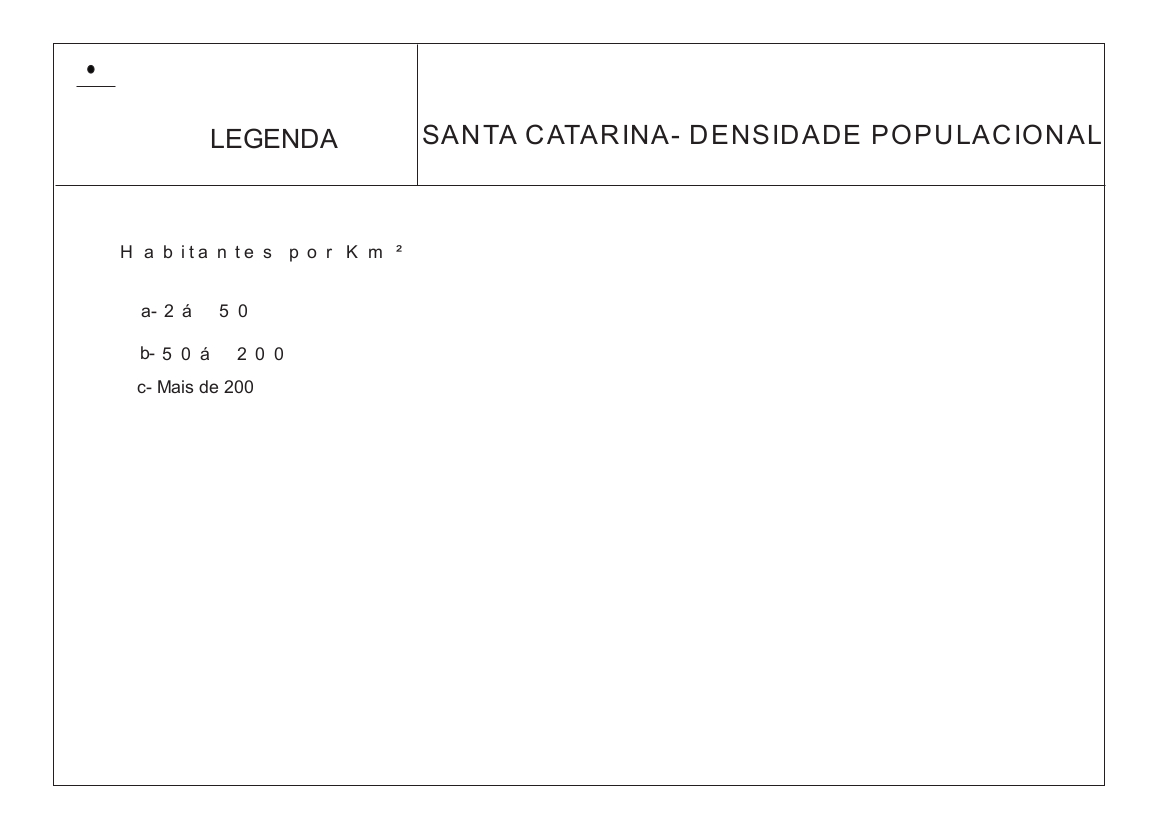 LEGENDA
SANTA CATARINA- DENSIDADE POPULACIONAL
Habitantes por Km²
a- 2 á 50
b- 50 á 200
c- Mais de 200